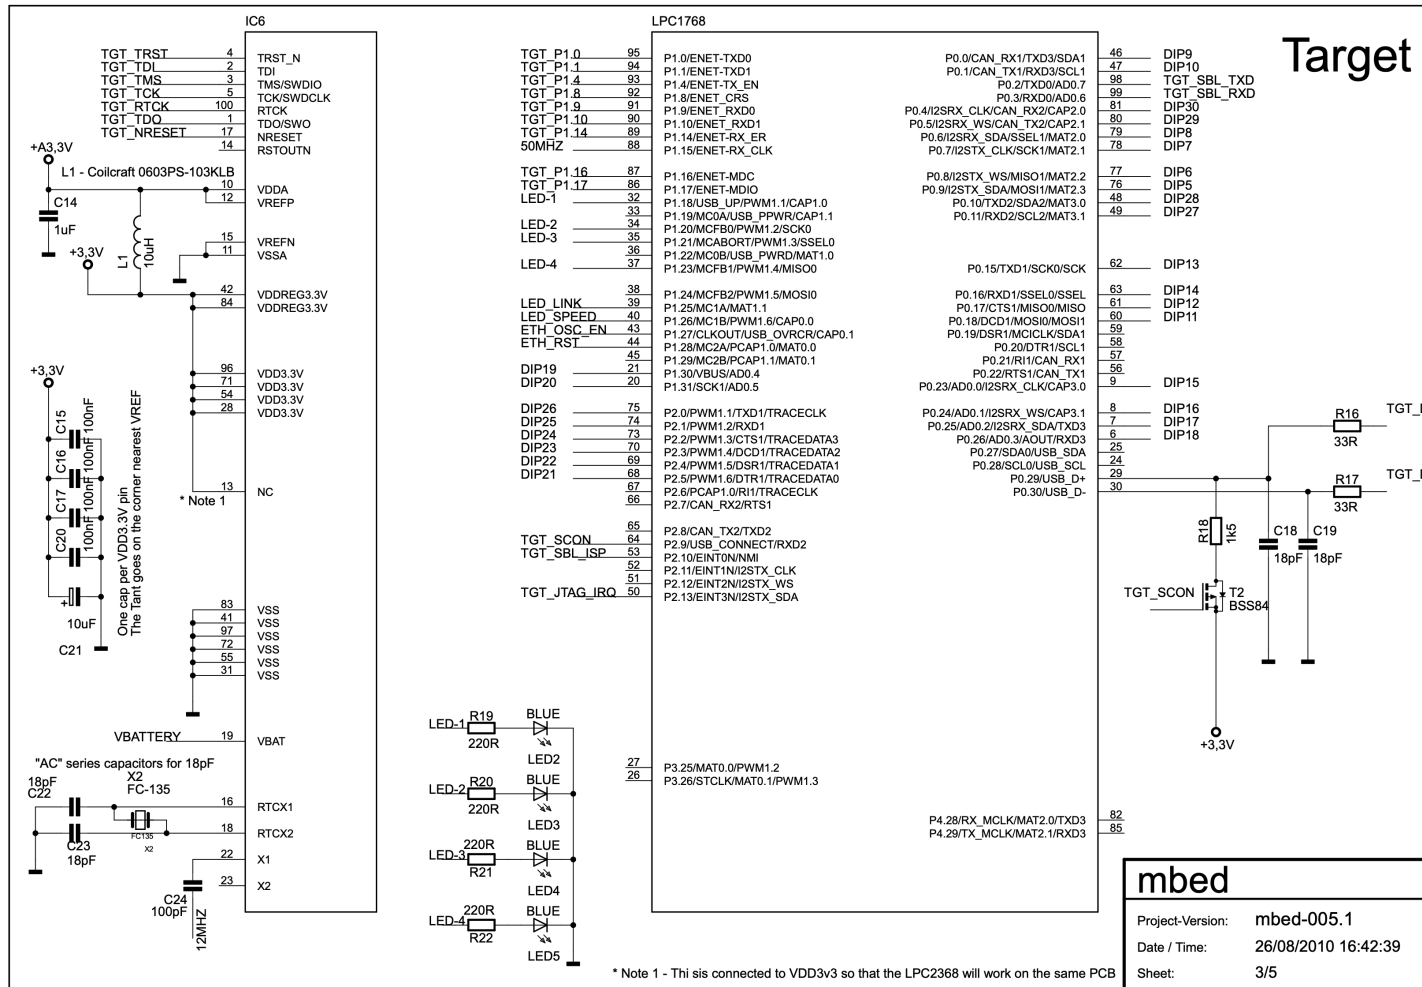 IC6
LPC1768
Target
TGT_TRST 4 TRST_N
TGT_TDI 2 TDI
TGT_TMS 3 TMS/SWDIO
TGT_TCK 5 TCK/SWDCLK
TGT_RTCK 100 RTCK
TGT_TDO 1 TDO/SWO
TGT_NRESET 17 NRESET
14 RSTOUTN
+A3,3V
L1 - Coilcraft 0603PS-103KLB
10 VDDA
12 VREFP
C14
1uF
15 VREFN
11 VSSA
+3,3V
L1
10uH
42 VDDREG3.3V
84 VDDREG3.3V
96 VDD3.3V
71 VDD3.3V
54 VDD3.3V
28 VDD3.3V
+3,3V
C15 100nF
C16 100nF
C17 100nF
C20 100nF
10uF
+
C21
One cap per VDD3.3V pin
The Tant goes on the corner nearest VREF
13 NC
* Note 1
83 VSS
41 VSS
97 VSS
72 VSS
55 VSS
31 VSS
VBATTERY 19 VBAT
"AC" series capacitors for 18pF
18pF
C22
X2
FC-135
16 RTCX1
FC135
X2
18 RTCX2
C23
18pF
22 X1
23 X2
C24
100pF
12MHZ
TGT_P1.0 95 P1.0/ENET-TXD0
TGT_P1.1 94 P1.1/ENET-TXD1
TGT_P1.4 93 P1.4/ENET-TX_EN
TGT_P1.8 92 P1.8/ENET_CRS
TGT_P1.9 91 P1.9/ENET_RXD0
TGT_P1.10 90 P1.10/ENET_RXD1
TGT_P1.14 89 P1.14/ENET-RX_ER
50MHZ 88 P1.15/ENET-RX_CLK
TGT_P1.16 87 P1.16/ENET-MDC
TGT_P1.17 86 P1.17/ENET-MDIO
LED-1 32 P1.18/USB_UP/PWM1.1/CAP1.0
33 P1.19/MC0A/USB_PPWR/CAP1.1
LED-2 34 P1.20/MCFB0/PWM1.2/SCK0
LED-3 35 P1.21/MCABORT/PWM1.3/SSEL0
36 P1.22/MC0B/USB_PWRD/MAT1.0
LED-4 37 P1.23/MCFB1/PWM1.4/MISO0
38 P1.24/MCFB2/PWM1.5/MOSI0
LED_LINK 39 P1.25/MC1A/MAT1.1
LED_SPEED 40 P1.26/MC1B/PWM1.6/CAP0.0
ETH_OSC_EN 43 P1.27/CLKOUT/USB_OVRCR/CAP0.1
ETH_RST 44 P1.28/MC2A/PCAP1.0/MAT0.0
45 P1.29/MC2B/PCAP1.1/MAT0.1
DIP19 21 P1.30/VBUS/AD0.4
DIP20 20 P1.31/SCK1/AD0.5
DIP26 75 P2.0/PWM1.1/TXD1/TRACECLK
DIP25 74 P2.1/PWM1.2/RXD1
DIP24 73 P2.2/PWM1.3/CTS1/TRACEDATA3
DIP23 70 P2.3/PWM1.4/DCD1/TRACEDATA2
DIP22 69 P2.4/PWM1.5/DSR1/TRACEDATA1
DIP21 68 P2.5/PWM1.6/DTR1/TRACEDATA0
67 P2.6/PCAP1.0/RI1/TRACECLK
66 P2.7/CAN_RX2/RTS1
65 P2.8/CAN_TX2/TXD2
TGT_SCON 64 P2.9/USB_CONNECT/RXD2
TGT_SBL_ISP 53 P2.10/EINT0N/NMI
52 P2.11/EINT1N/I2STX_CLK
51 P2.12/EINT2N/I2STX_WS
TGT_JTAG_IRQ 50 P2.13/EINT3N/I2STX_SDA
27 P3.25/MAT0.0/PWM1.2
26 P3.26/STCLK/MAT0.1/PWM1.3
P0.0/CAN_RX1/TXD3/SDA1 46 DIP9
P0.1/CAN_TX1/RXD3/SCL1 47 DIP10
P0.2/TXD0/AD0.7 98 TGT_SBL_TXD
P0.3/RXD0/AD0.6 99 TGT_SBL_RXD
P0.4/I2SRX_CLK/CAN_RX2/CAP2.0 81 DIP30
P0.5/I2SRX_WS/CAN_TX2/CAP2.1 80 DIP29
P0.6/I2SRX_SDA/SSEL1/MAT2.0 79 DIP8
P0.7/I2STX_CLK/SCK1/MAT2.1 78 DIP7
P0.8/I2STX_WS/MISO1/MAT2.2 77 DIP6
P0.9/I2STX_SDA/MOSI1/MAT2.3 76 DIP5
P0.10/TXD2/SDA2/MAT3.0 48 DIP28
P0.11/RXD2/SCL2/MAT3.1 49 DIP27
P0.15/TXD1/SCK0/SCK 62 DIP13
P0.16/RXD1/SSEL0/SSEL 63 DIP14
P0.17/CTS1/MISO0/MISO 61 DIP12
P0.18/DCD1/MOSI0/MOSI1 60 DIP11
P0.19/DSR1/MCICLK/SDA1 59
P0.20/DTR1/SCL1 58
P0.21/RI1/CAN_RX1 57
P0.22/RTS1/CAN_TX1 56
P0.23/AD0.0/I2SRX_CLK/CAP3.0 9 DIP15
P0.24/AD0.1/I2SRX_WS/CAP3.1 8 DIP16
P0.25/AD0.2/I2SRX_SDA/TXD3 7 DIP17
P0.26/AD0.3/AOUT/RXD3 6 DIP18
P0.27/SDA0/USB_SDA 25
P0.28/SCL0/USB_SCL 24
P0.29/USB_D+ 29
P0.30/USB_D- 30
P4.28/RX_MCLK/MAT2.0/TXD3 82
P4.29/TX_MCLK/MAT2.1/RXD3 85
R16
33R
R17
33R
R18
1k5
C18
18pF
C19
18pF
TGT_SCON
T2
BSS84
+3,3V
LED-1 R19 220R BLUE LED2
LED-2 R20 220R BLUE LED3
LED-3 220R R21 BLUE LED4
LED-4 220R R22 BLUE LED5
* Note 1 - Thi sis connected to VDD3v3 so that the LPC2368 will work on the same PCB
mbed
Project-Version: mbed-005.1
Date / Time: 26/08/2010 16:42:39
Sheet: 3/5